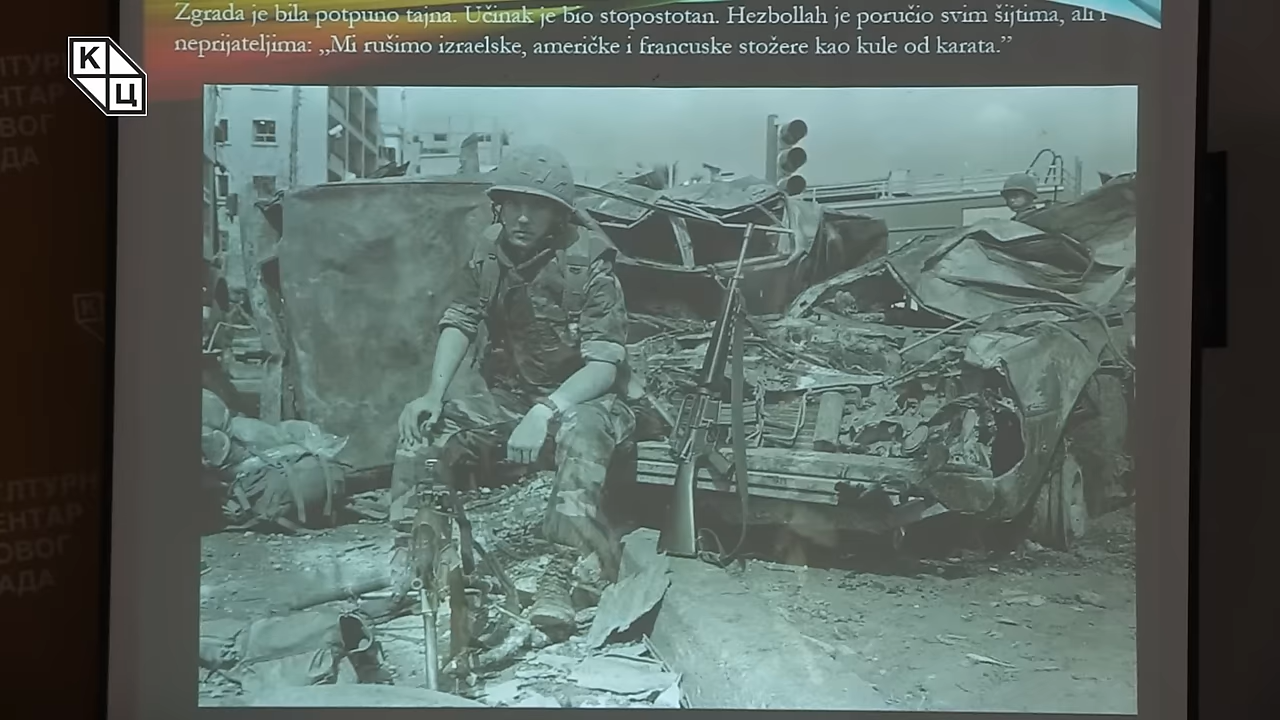 Zgrada je bila potpuno tajna. Učinak je bio stopostotan. Hezbollah je poručio svim šijtima, ali i
neprijateljima: „Mi rušimo izraelske, američke i francuske stožere kao kule od karata.”
К
Ц